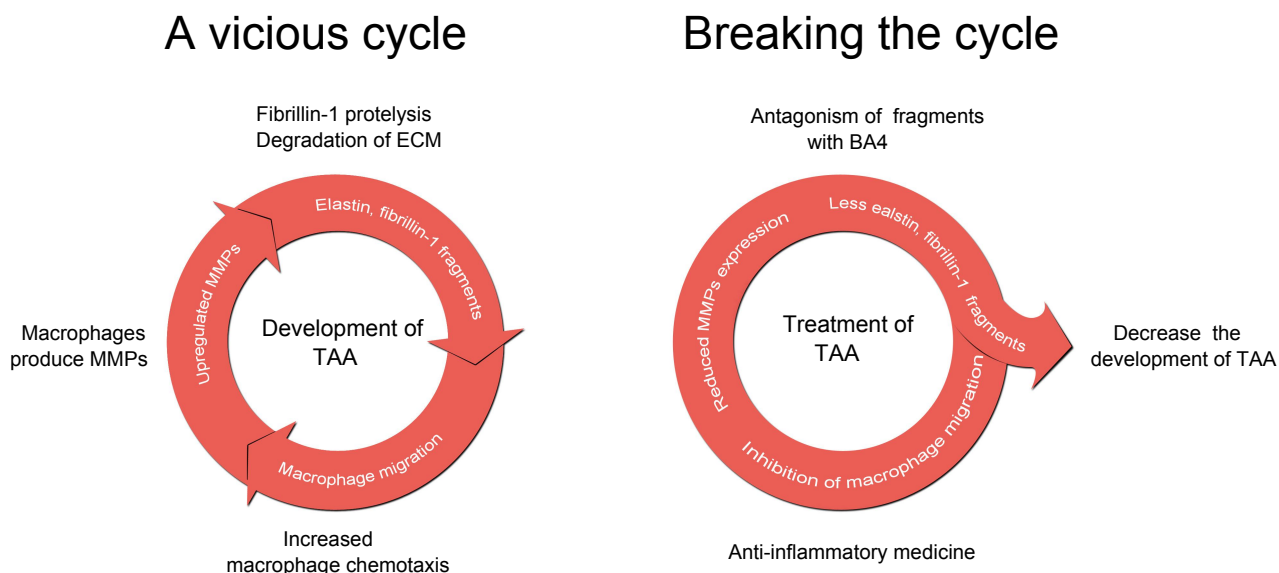 A vicious cycle
Fibrillin-1 protelysis
Degradation of ECM
Elastin, fibrillin-1 fragments
Upregulated MMPs
Macrophages
produce MMPs
Development of
TAA
Macrophage migration
Increased
macrophage chemotaxis
Breaking the cycle
Antagonism of fragments
with BA4
Less ealstin, fibrillin-1 fragments
Reduced MMPs expression
Treatment of
TAA
Decrease the
development of TAA
Inhibition of macrophage migration
Anti-inflammatory medicine